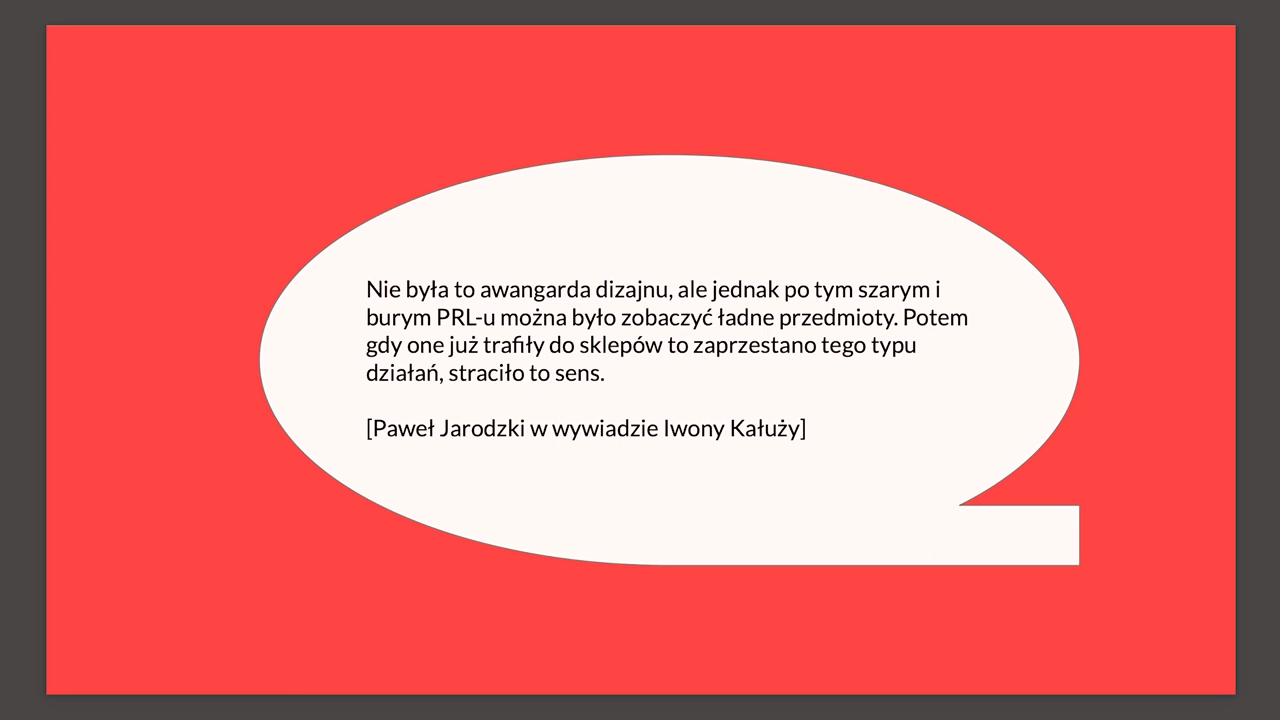 Nie była to awangarda dizajnu, ale jednak po tym szarym i
burym PRL-u można było zobaczyć ładne przedmioty. Potem
gdy one już trafiły do sklepów to zaprzestano tego typu
działań, straciło to sens.
[Paweł Jarodzki w wywiadzie Iwony Kałuży]